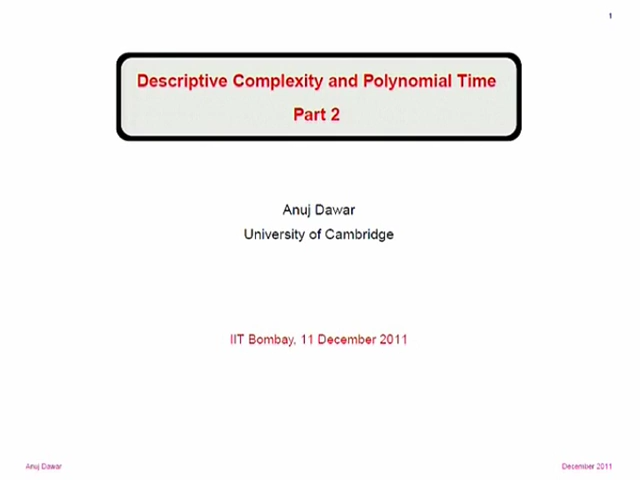 1
Descriptive Complexity and Polynomial Time
Part 2
Anuj Dawar
University of Cambridge
IIT Bombay, 11 December 2011
Anuj Dawar
December 2011